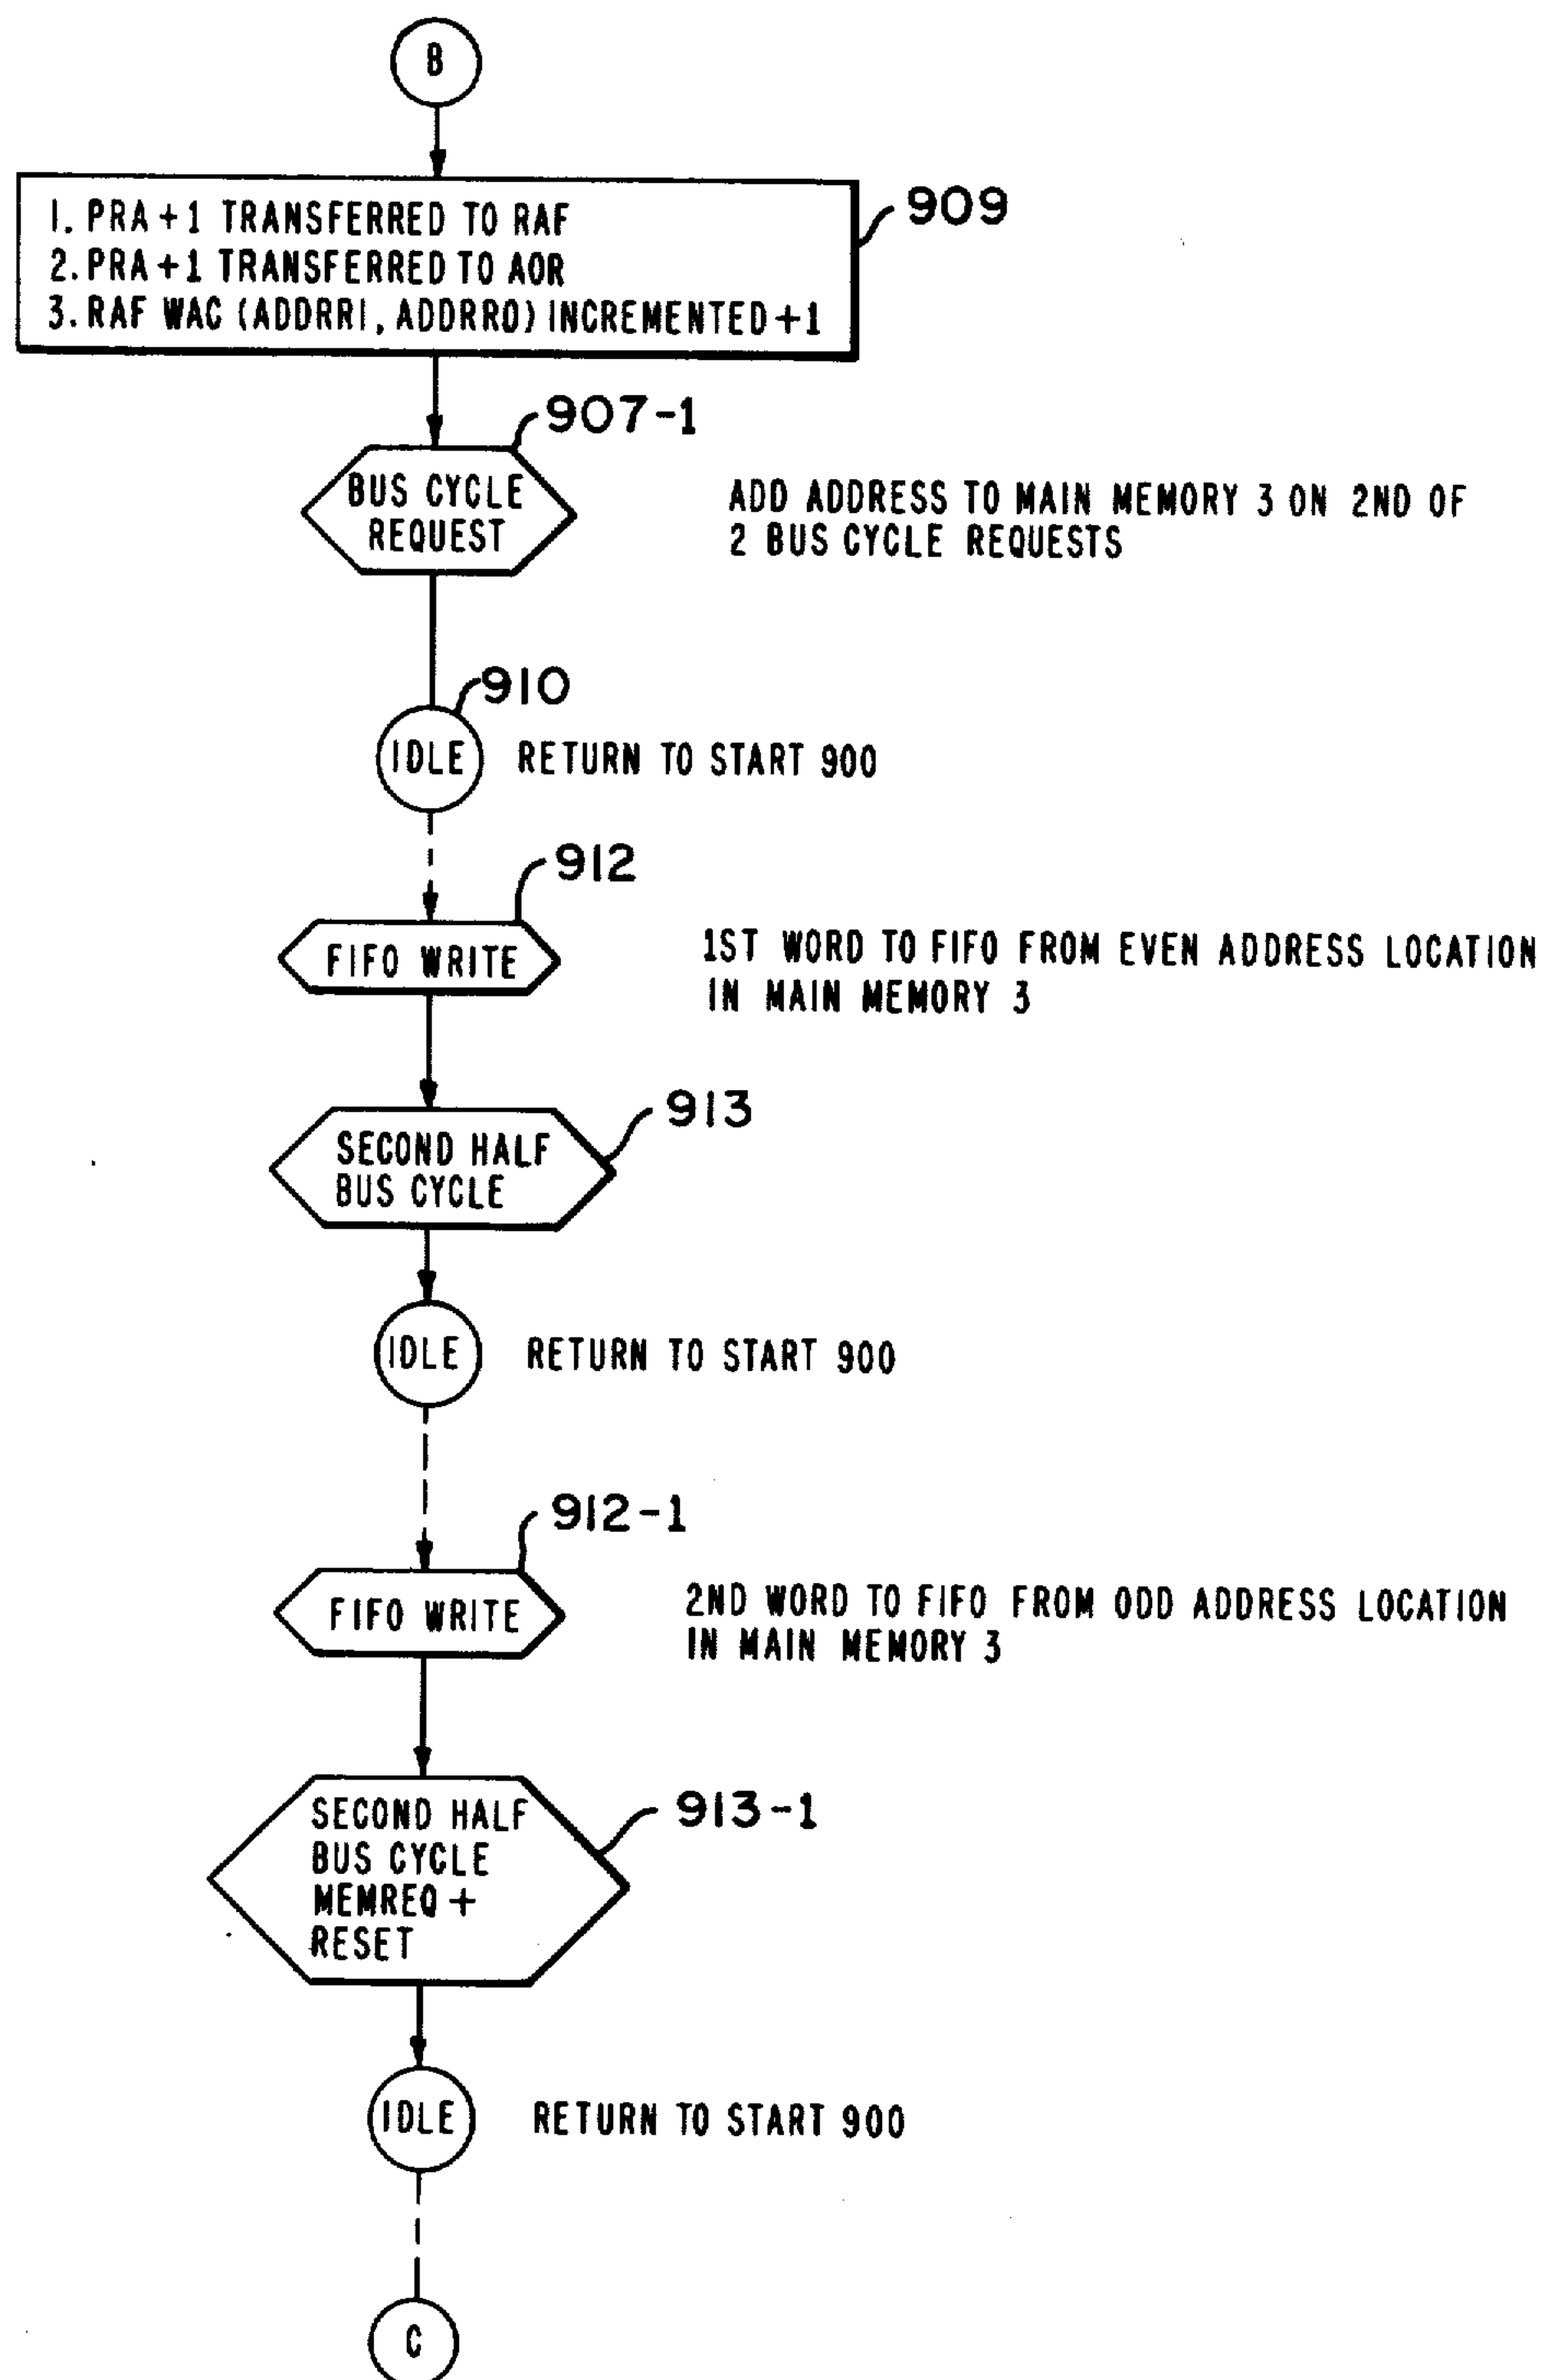 B
1. PRA +1 TRANSFERRED TO RAF
2. PRA +1 TRANSFERRED TO AOR
3. RAF WAC (ADDRR1, ADDRR0) INCREMENTED +1
909
907-1
BUS CYCLE
REQUEST
ADD ADDRESS TO MAIN MEMORY 3 ON 2ND OF
2 BUS CYCLE REQUESTS
910
IDLE
RETURN TO START 900
912
FIFO WRITE
1ST WORD TO FIFO FROM EVEN ADDRESS LOCATION
IN MAIN MEMORY 3
913
SECOND HALF
BUS CYCLE
IDLE
RETURN TO START 900
912-1
FIFO WRITE
2ND WORD TO FIFO FROM ODD ADDRESS LOCATION
IN MAIN MEMORY 3
913-1
SECOND HALF
BUS CYCLE
MEMREQ +
RESET
IDLE
RETURN TO START 900
C